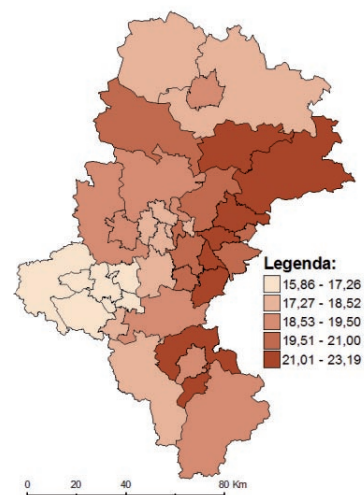 Legenda:
15,86 - 17,26
17,27 - 18,52
18,53 - 19,50
19,51 - 21,00
21,01 - 23,19
0 20 40 80 Km